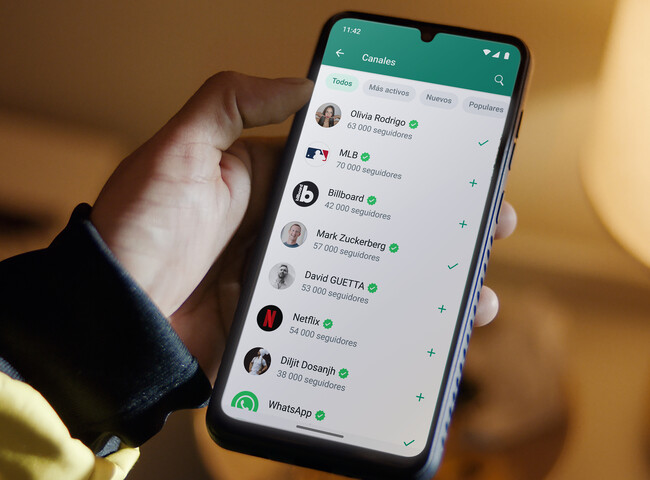 11:42
Canales
Todos
Más activos
Nuevos
Populares
Olivia Rodrigo
63 000 seguidores
MLB
70 000 seguidores
Billboard
42 000 seguidores
Mark Zuckerberg
57 000 seguidores
David GUETTA
53 000 seguidores
Netflix
54 000 seguidores
Diljit Dosanjh
38 000 seguidores
WhatsApp